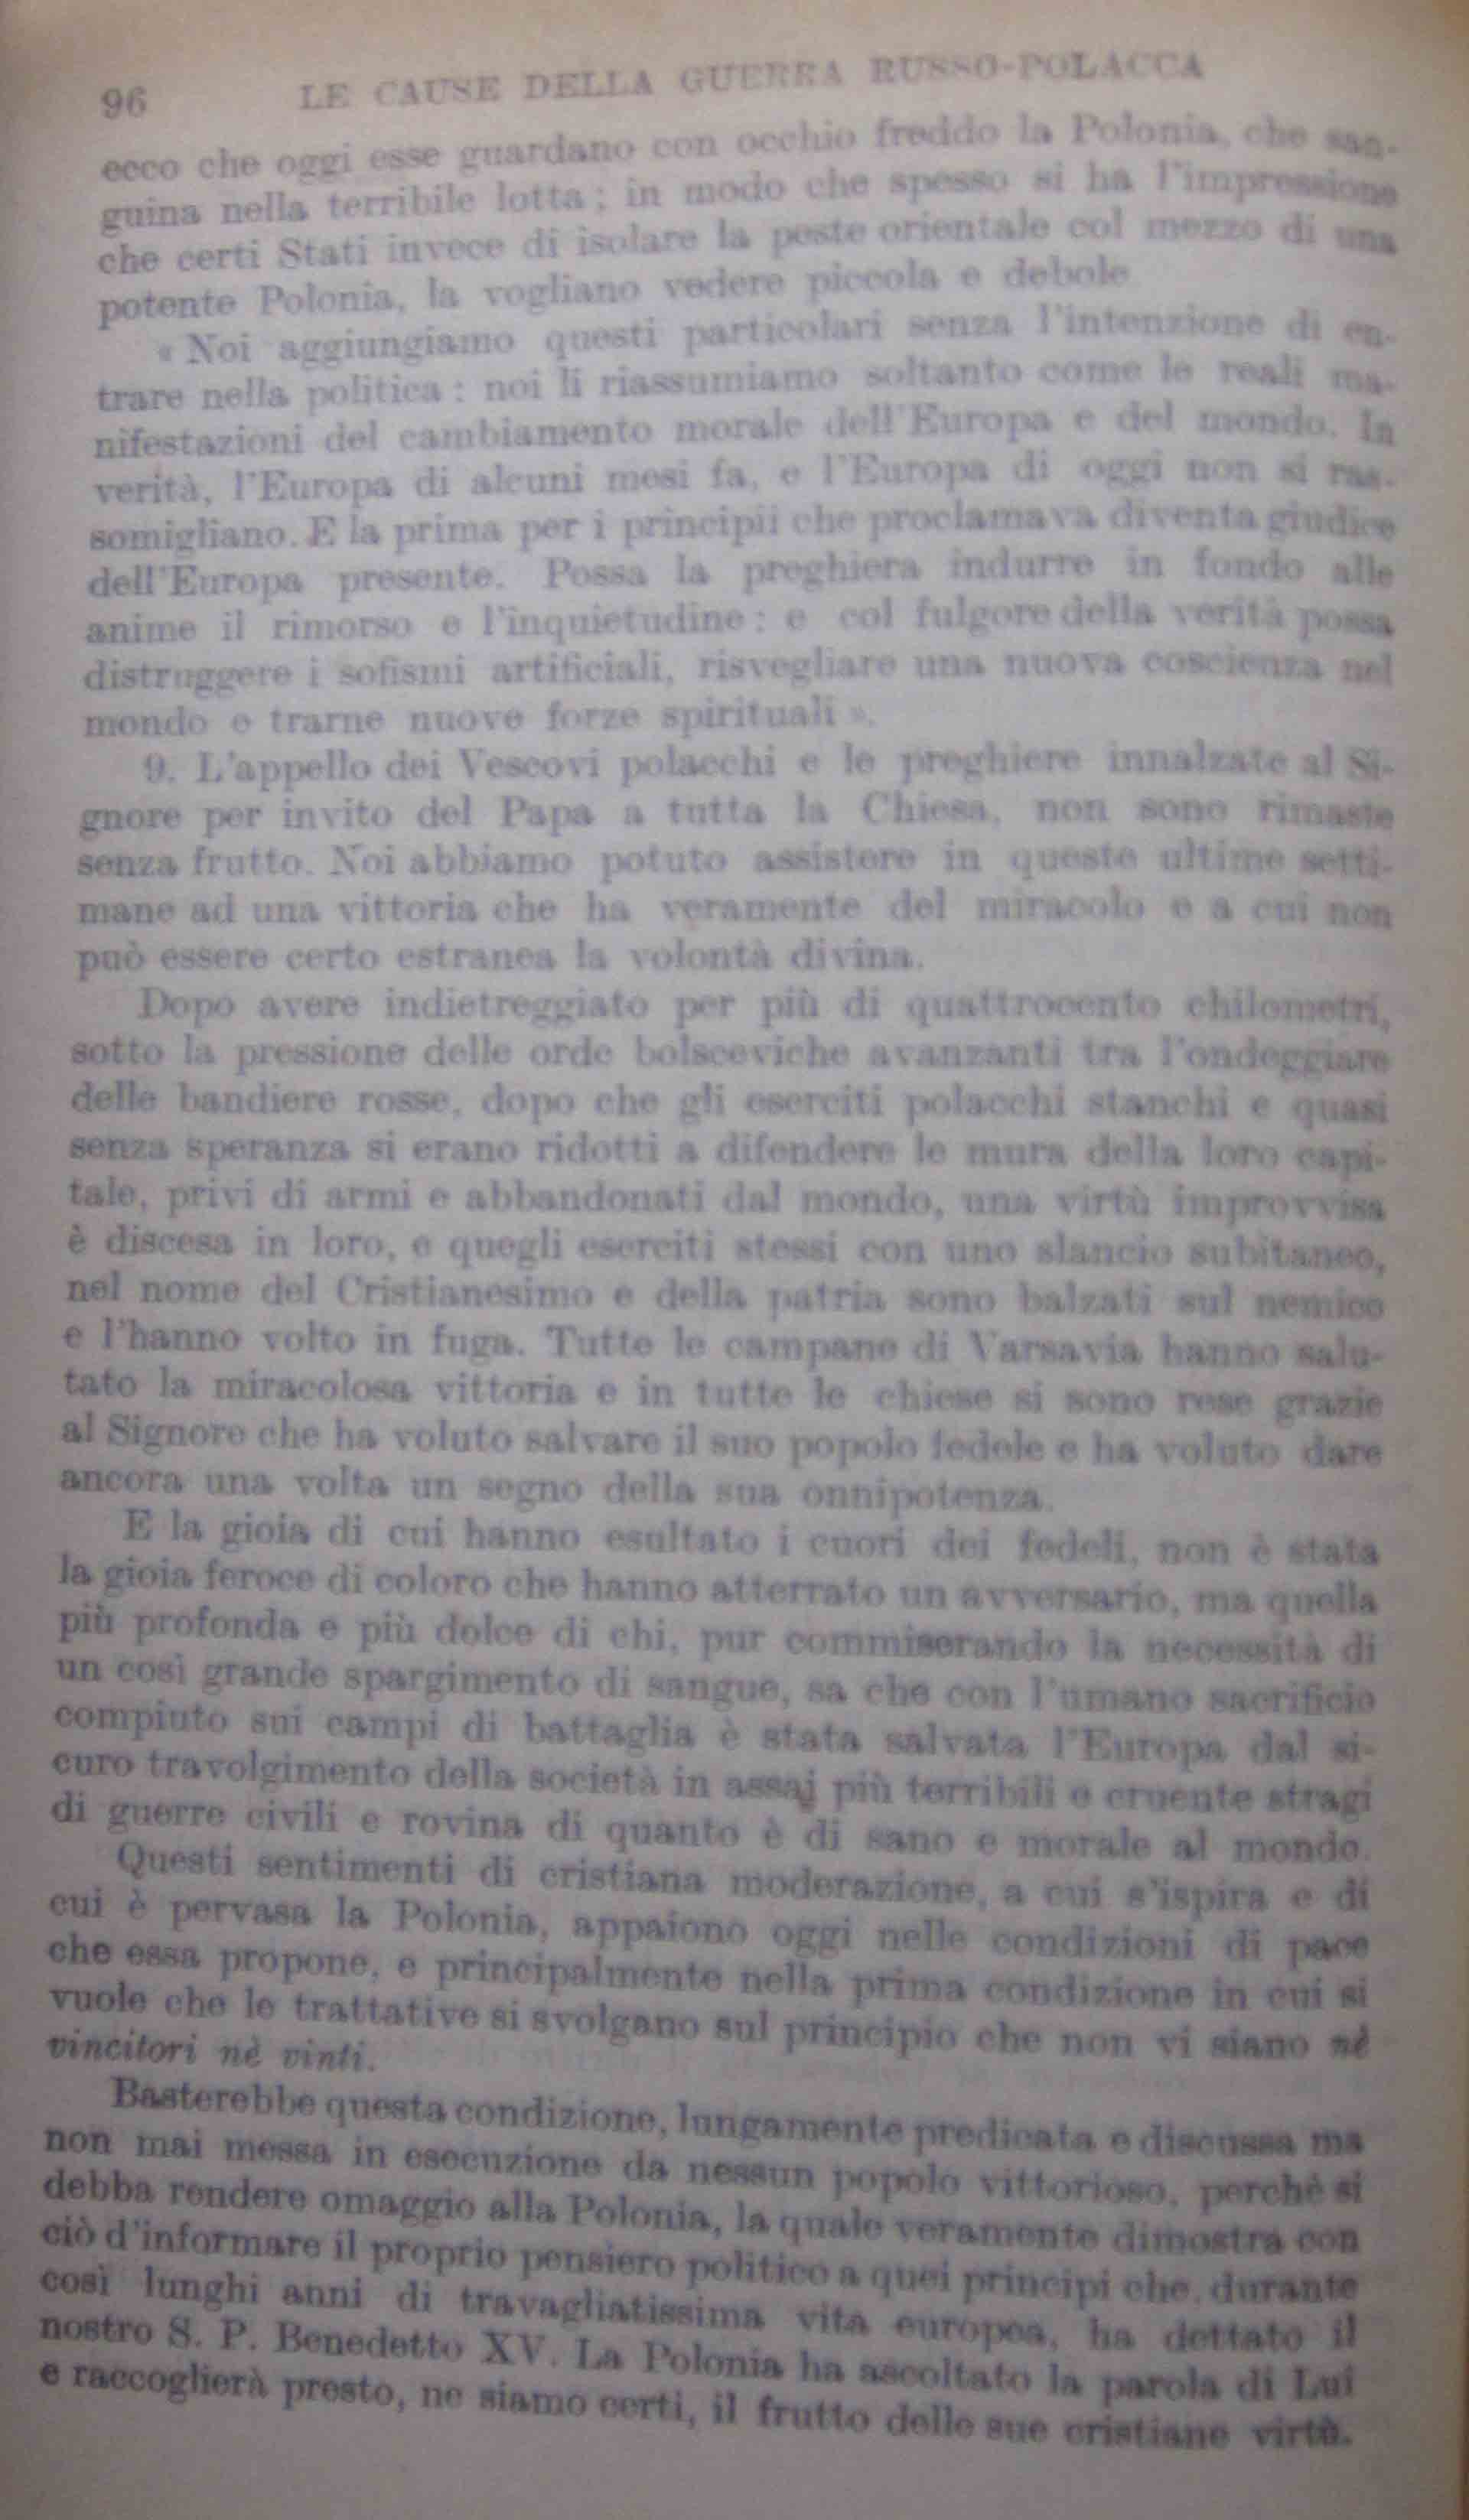 96 LE CAUSE DELLA GUERRA RUSSO-POLACCA
ecco che oggi esse guardano con occhio freddo la Polonia, che san-
guina nella terribile lotta ; in modo che spesso si ha l'impressione
che certi Stati invece di isolare la peste orientale col mezzo di una
potente Polonia, la vogliano vedere piccola e debole
« Noi aggiungiamo questi particolari senza l'intenzione di en-
trare nella politica : noi li riassumiamo soltanto come le reali ma-
nifestazioni del cambiamento morale dell'Europa e del mondo. In
verità, l'Europa di alcuni mesi fa, e l'Europa di oggi non si ras-
somigliano. E la prima per i principii che proclamava diventa giudice
dell'Europa presente. Possa la preghiera indurre in fondo alle
anime il rimorso e l'inquietudine : e col fulgore della verità possa
distruggere i sofismi artificiali, risvegliare una nuova coscienza nel
mondo e trarne nuove forze spirituali ».
9. L'appello dei Vescovi polacchi e le preghiere innalzate al Si-
gnore per invito del Papa a tutta la Chiesa, non sono rimaste
senza frutto. Noi abbiamo potuto assistere in queste ultime setti-
mane ad una vittoria che ha veramente del miracolo e a cui non
può essere certo estranea la volontà divina.
Dopo avere indietreggiato per più di quattrocento chilometri,
sotto la pressione delle orde bolsceviche avanzanti tra l'ondeggiare
delle bandiere rosse, dopo che gli eserciti polacchi stanchi e quasi
senza speranza si erano ridotti a difendere le mura della loro capi-
tale, privi di armi e abbandonati dal mondo, una virtù improvvisa
è discesa in loro, e quegli eserciti stessi con uno slancio subitaneo,
nel nome del Cristianesimo e della patria sono balzati sul nemico
e l'hanno volto in fuga. Tutte le campane di Varsavia hanno salu-
tato la miracolosa vittoria e in tutte le chiese si sono rese grazie
al Signore che ha voluto salvare il suo popolo fedele e ha voluto dare
ancora una volta un segno della sua onnipotenza.
E la gioia di cui hanno esultato i cuori dei fedeli, non è stata
la gioia feroce di coloro che hanno atterrato un avversario, ma quella
più profonda e più dolce di chi, pur commiserando la necessità di
un così grande spargimento di sangue, sa che con l'umano sacrificio
compiuto sui campi di battaglia è stata salvata l'Europa dal si-
curo travolgimento della società in assai più terribili e cruente stragi
di guerre civili e rovina di quanto è di sano e morale al mondo.
Questi sentimenti di cristiana moderazione, a cui s'ispira e di
cui è pervasa la Polonia, appaiono oggi nelle condizioni di pace
che essa propone, e principalmente nella prima condizione in cui si
vuole che le trattative si svolgano sul principio che non vi siano nè
vincitori nè vinti.
Basterebbe questa condizione, lungamente predicata e discussa ma
non mai messa in esecuzione da nessun popolo vittorioso, perchè si
debba rendere omaggio alla Polonia, la quale veramente dimostra con
ciò d'informare il proprio pensiero politico a quei principi che, durante
così lunghi anni di travagliatissima vita europea, ha dettato il
nostro S. P. Benedetto XV. La Polonia ha ascoltato la parola di Lui
e raccoglierà presto, ne siamo certi, il frutto delle sue cristiane virtù.